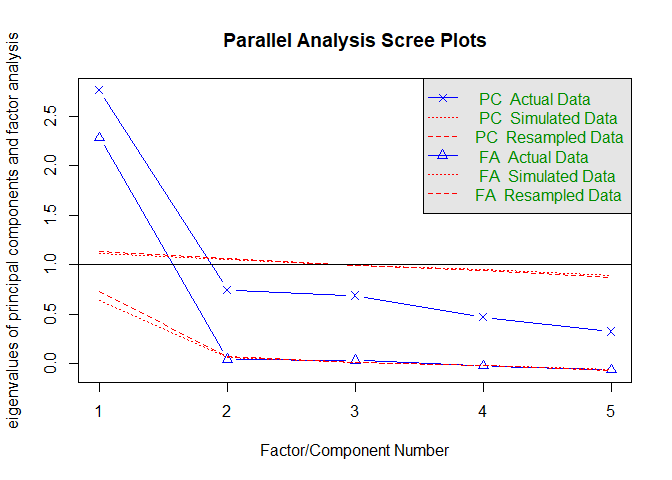 Parallel Analysis Scree Plots
eigenvalues of principal components and factor analysis
2.5
2.0
1.5
1.0
0.5
0.0
PC Actual Data
PC Simulated Data
PC Resampled Data
FA Actual Data
FA Simulated Data
FA Resampled Data
1 2 3 4 5
Factor/Component Number